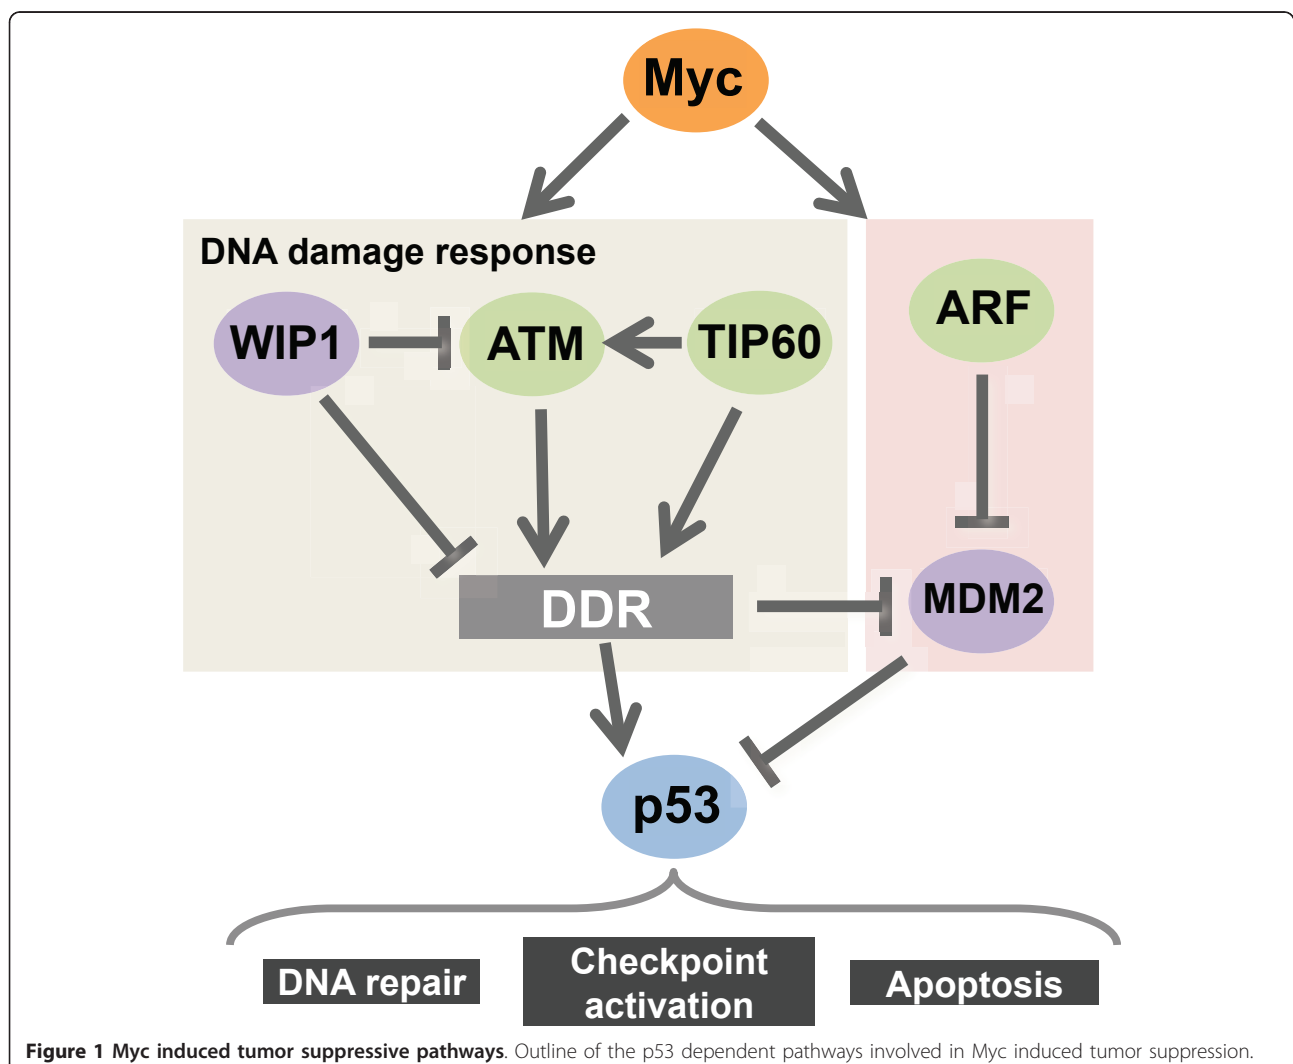 Myc
DNA damage response
WIP1
ATM
TIP60
ARF
DDR
MDM2
p53
DNA repair
Checkpoint
activation
Apoptosis
Figure 1 Myc induced tumor suppressive pathways. Outline of the p53 dependent pathways involved in Myc induced tumor suppression.